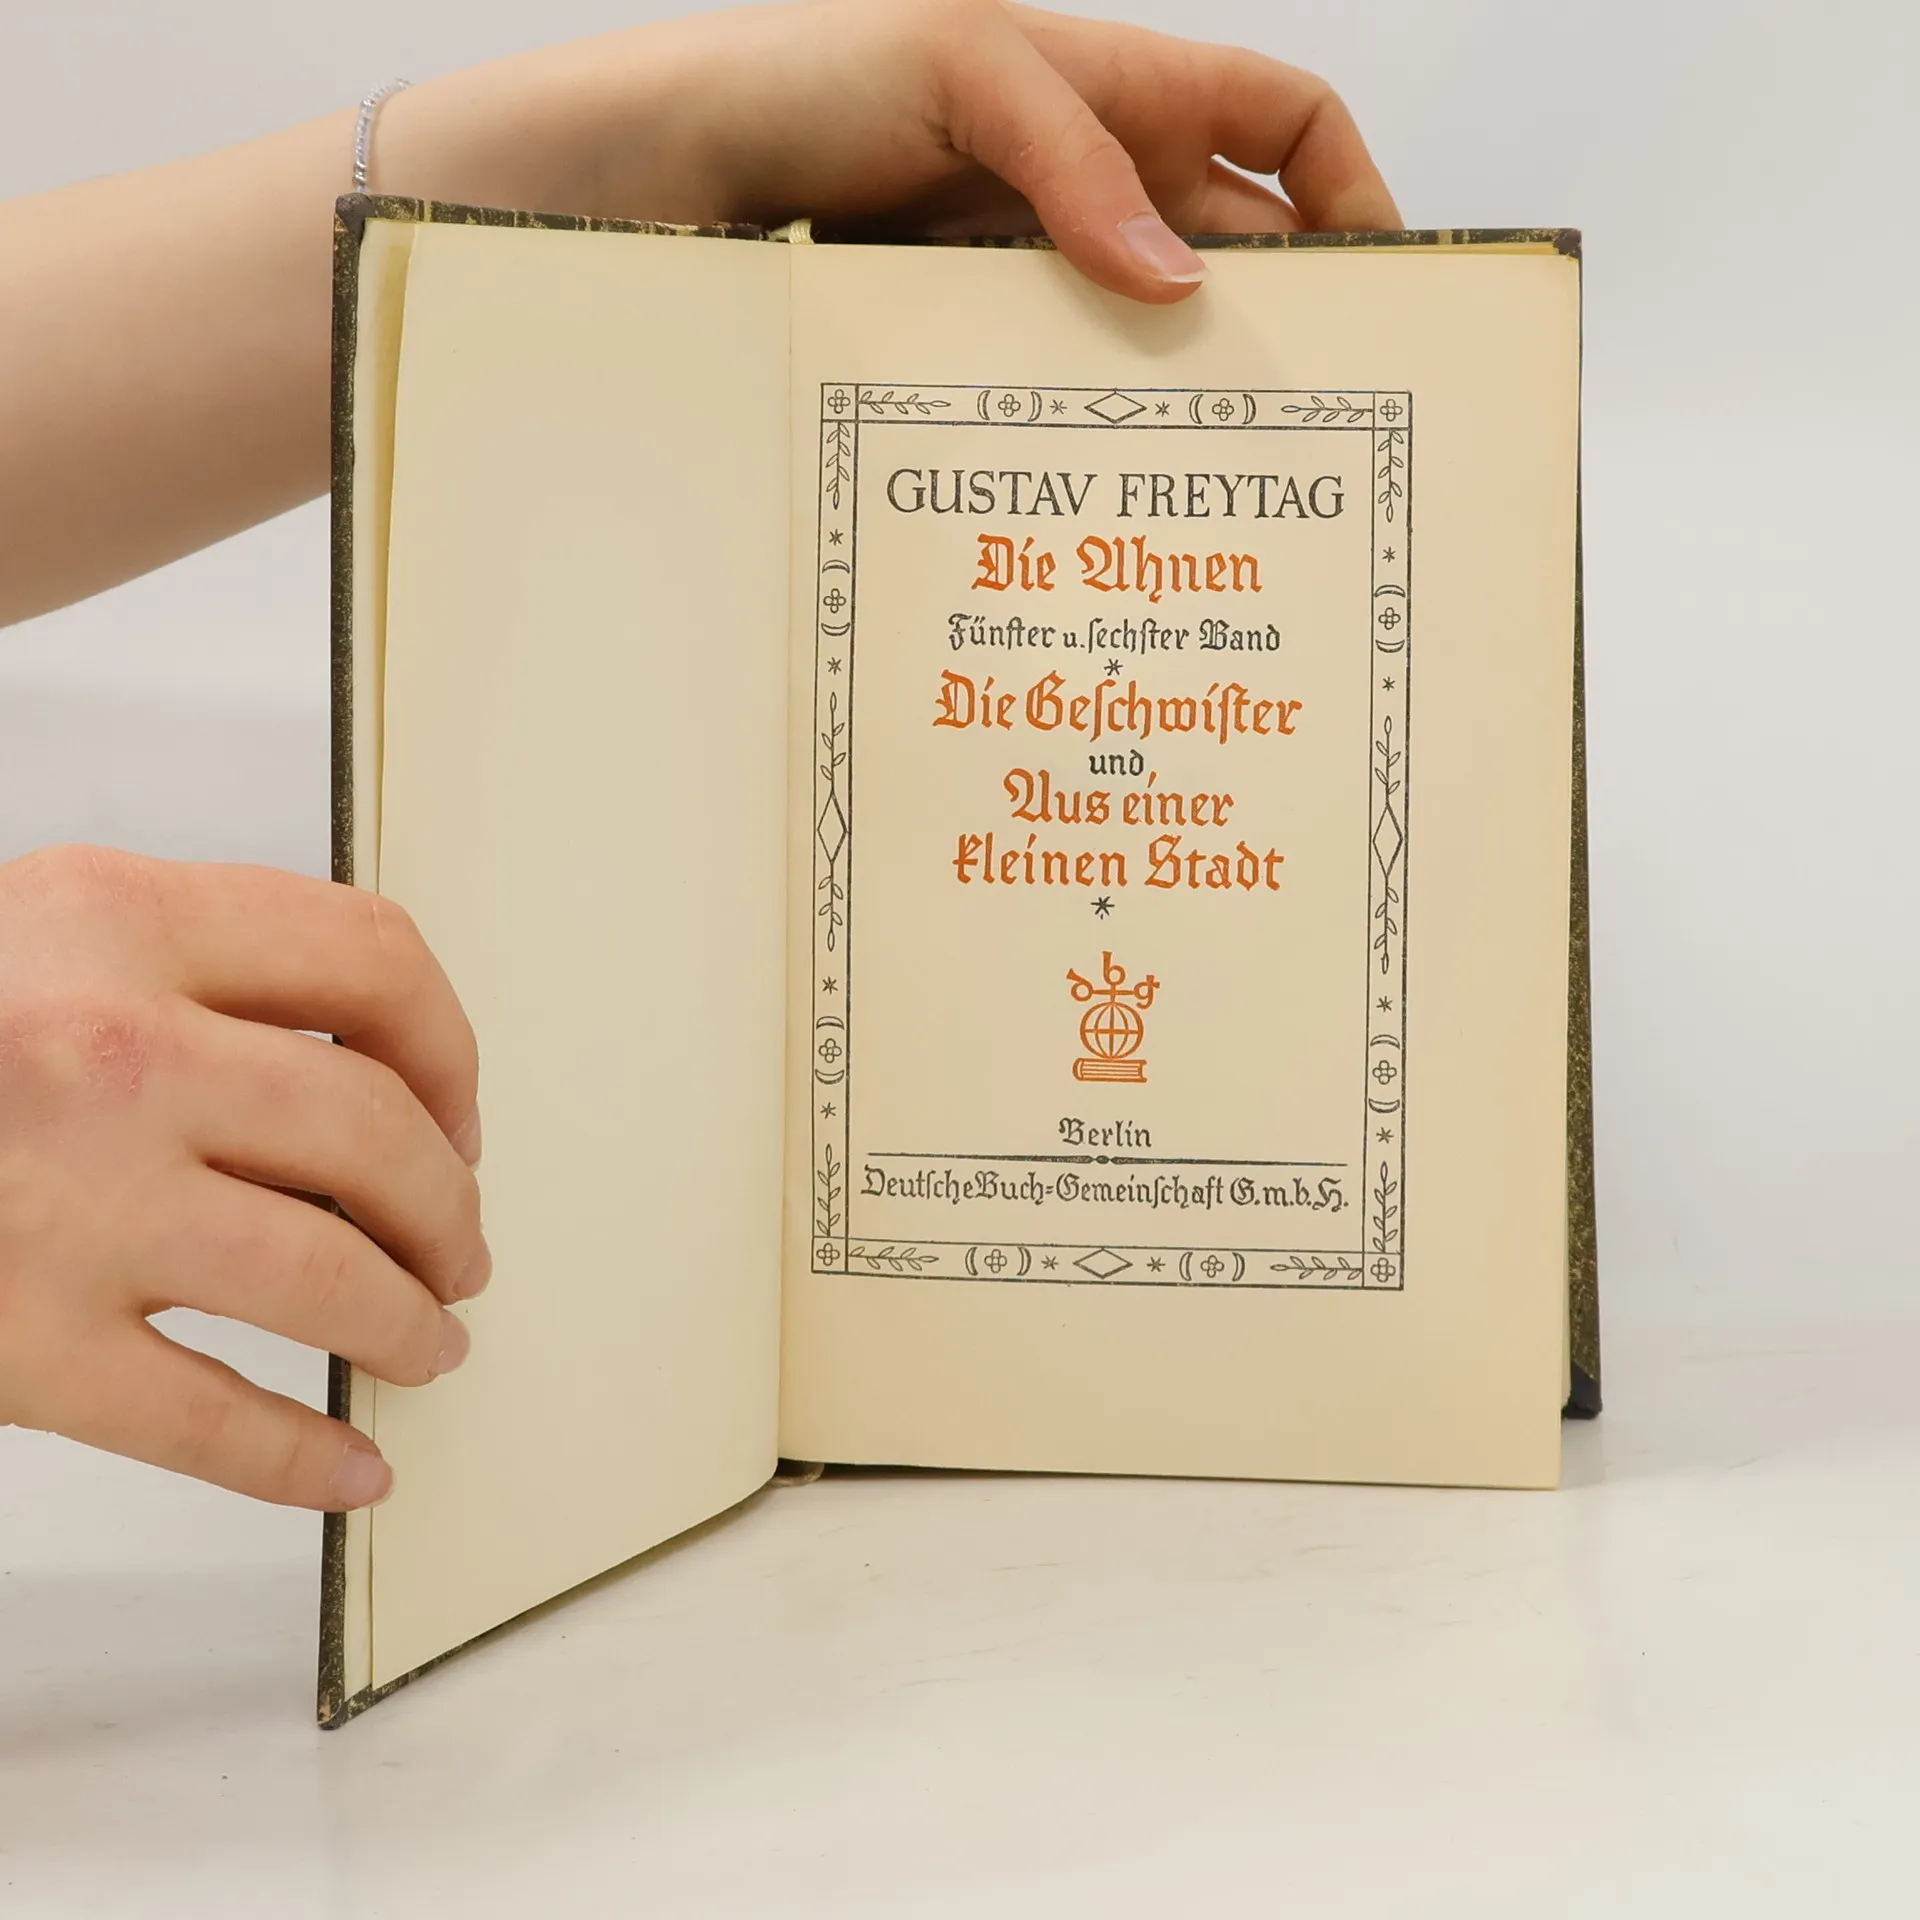 GUSTAV FREYTAG
Die Ahnen
Fünfter u. ſechſter Band
*
Die Geſchwiſter
und
Aus einer
kleinen Stadt
*
dbg
Berlin
Deutſche Buch=Gemeinſchaft G.m.b.H.